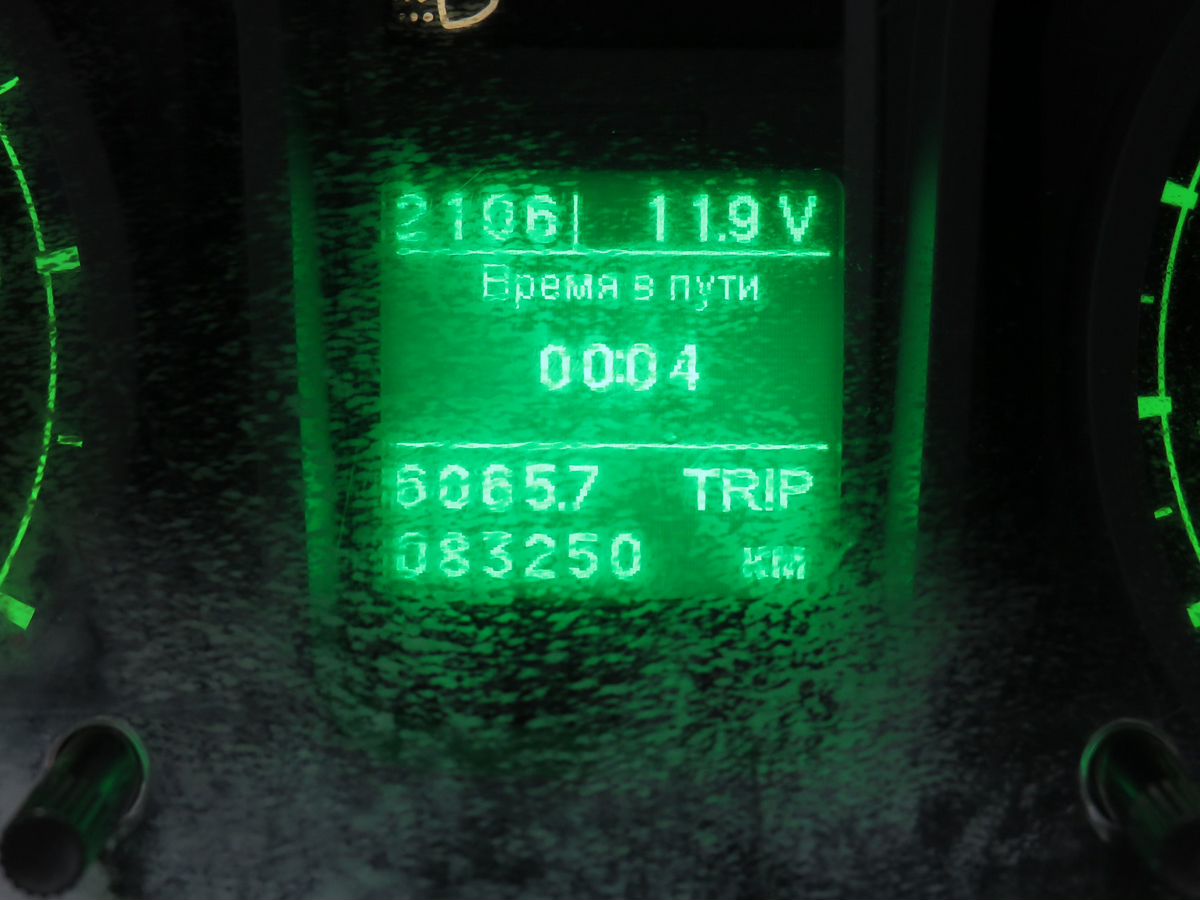 2106 11.9 V
Время в пути
00:04
6065.7 TRIP
083250 км